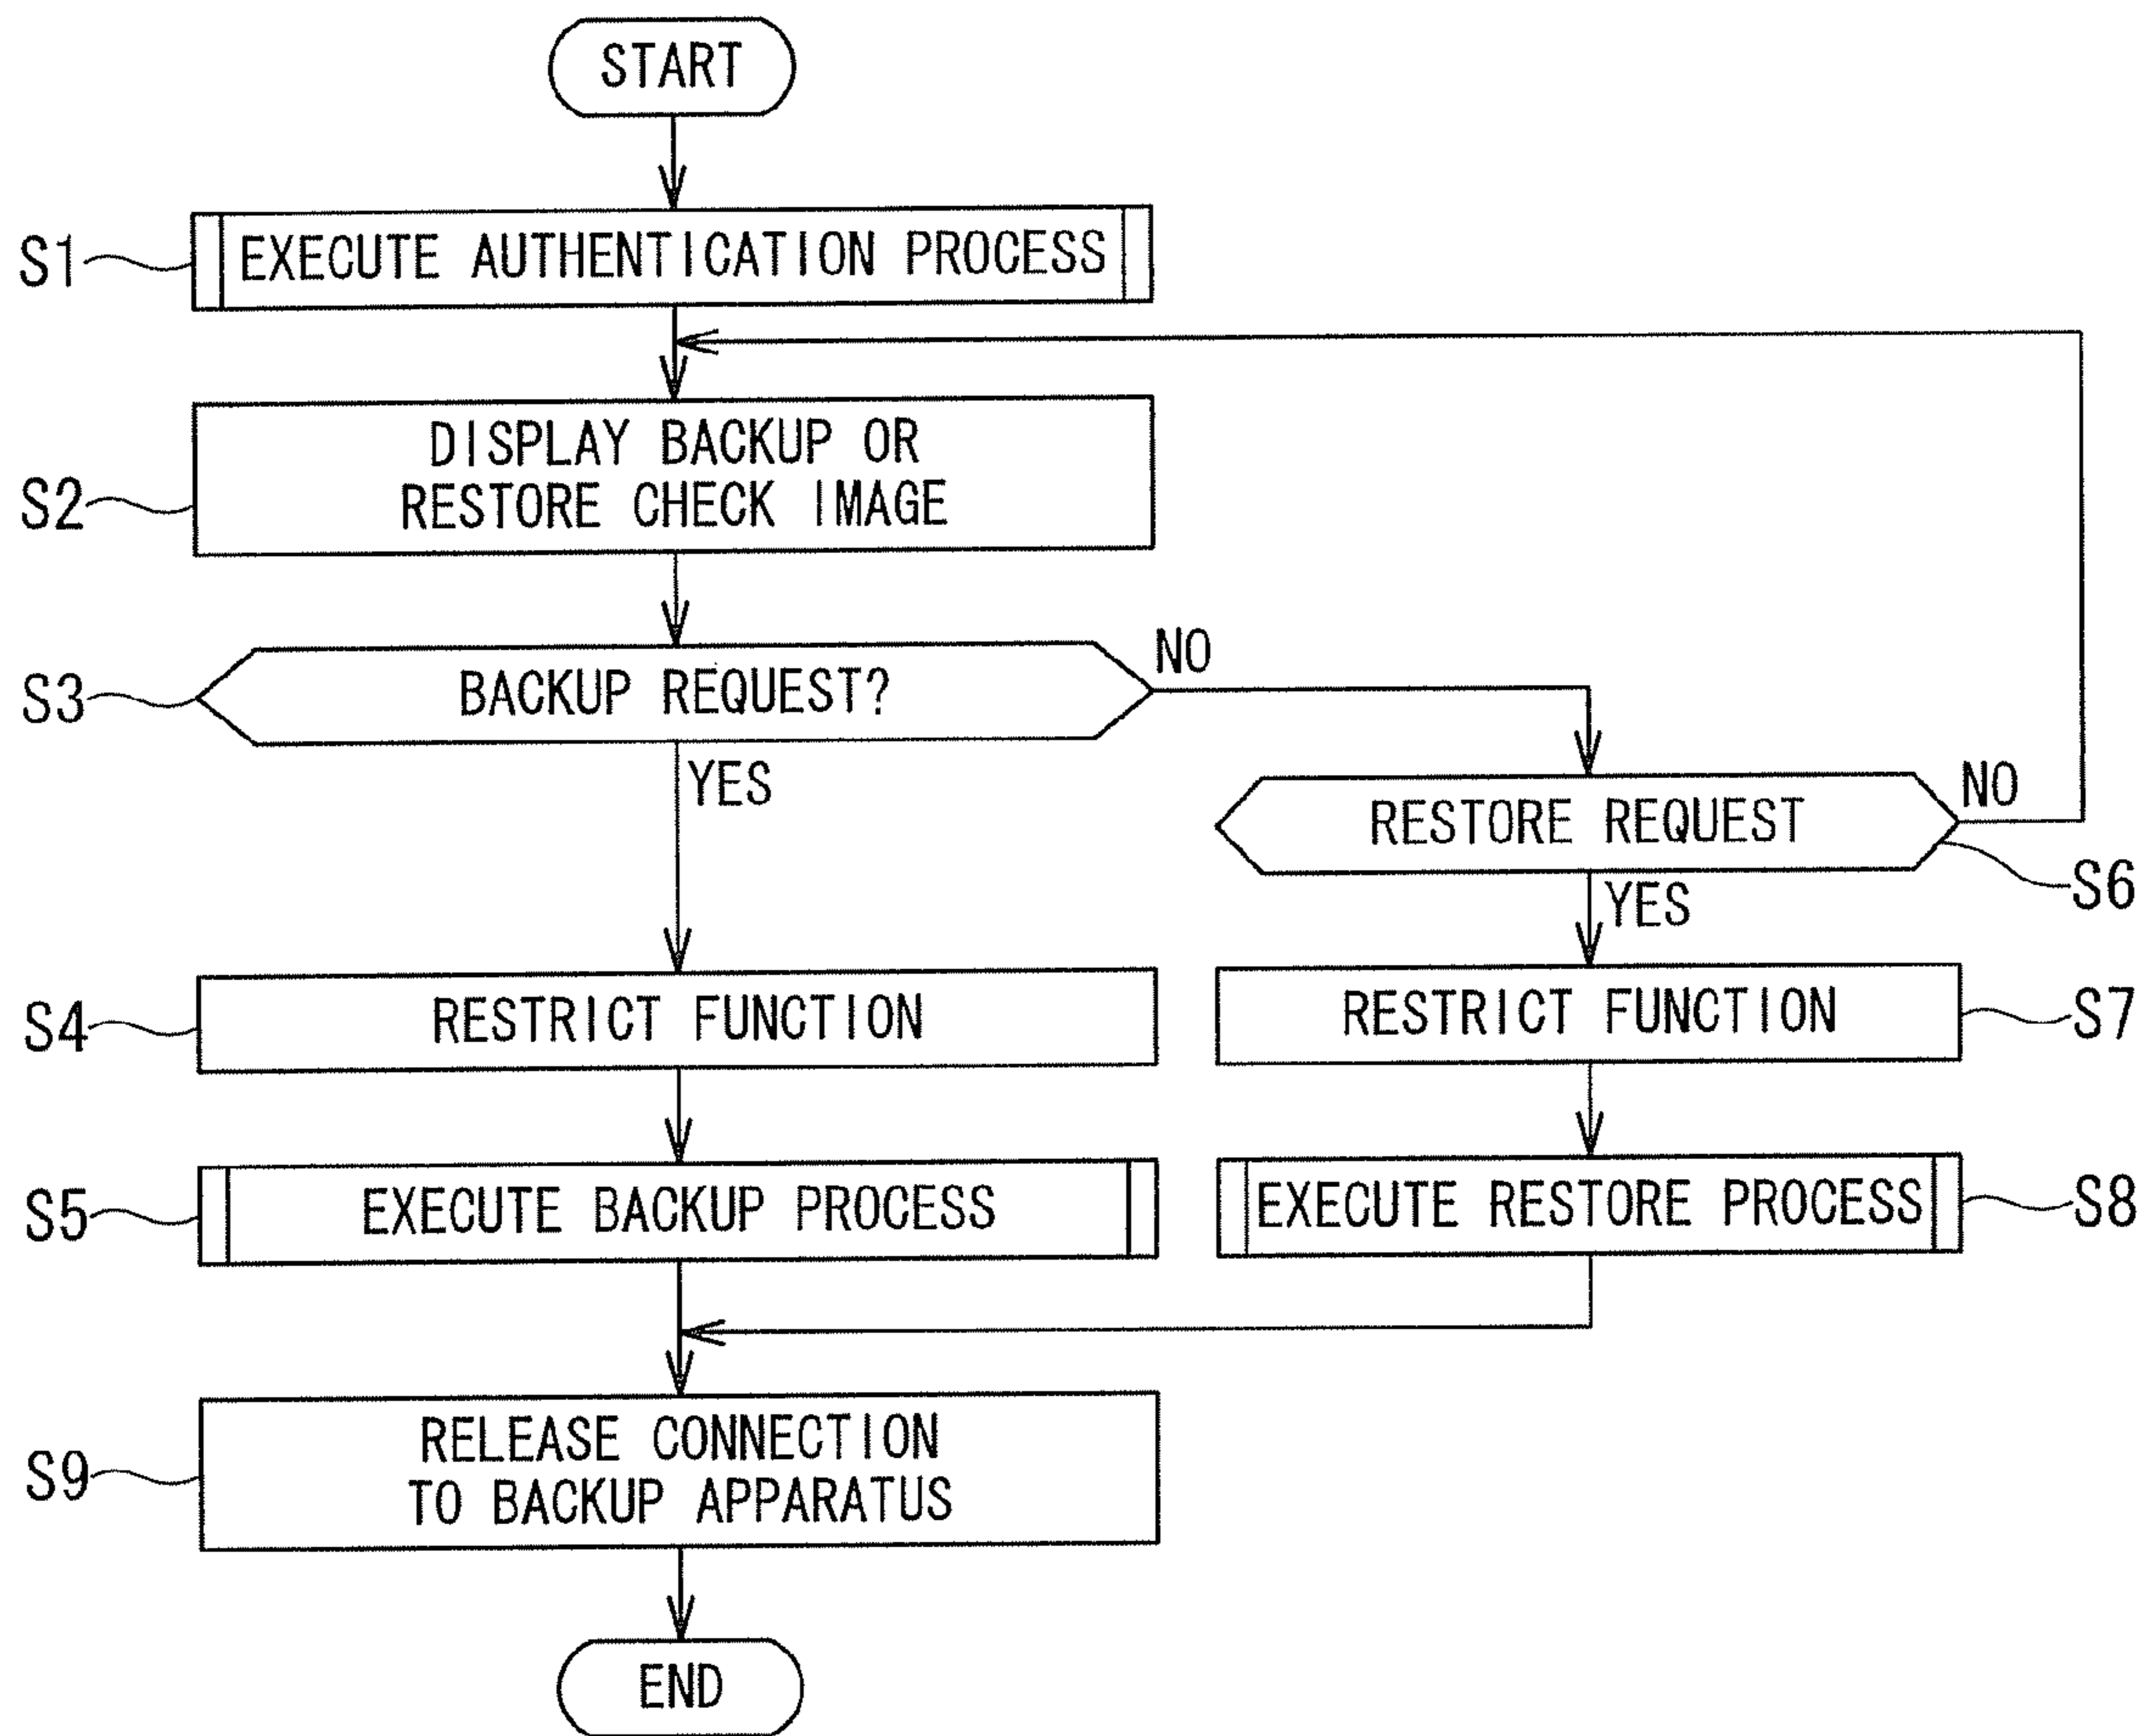 START
S1
EXECUTE AUTHENTICATION PROCESS
S2
DISPLAY BACKUP OR
RESTORE CHECK IMAGE
S3
BACKUP REQUEST?
NO
YES
RESTORE REQUEST
NO
S6
YES
S4
RESTRICT FUNCTION
RESTRICT FUNCTION
S7
S5
EXECUTE BACKUP PROCESS
EXECUTE RESTORE PROCESS
S8
S9
RELEASE CONNECTION
TO BACKUP APPARATUS
END